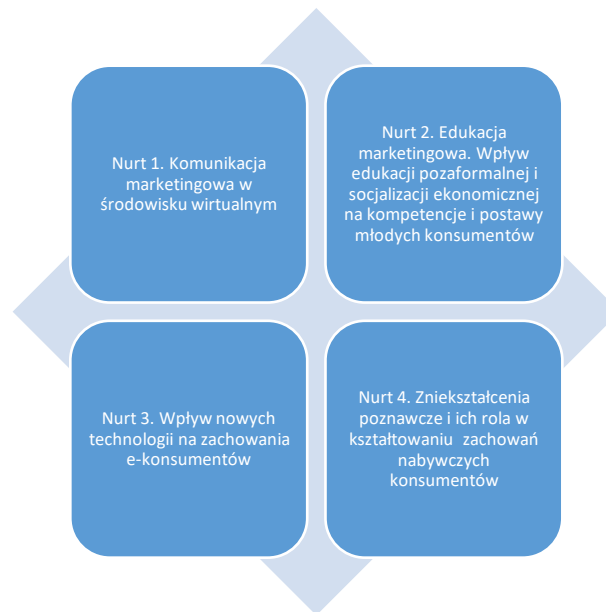 Nurt 1. Komunikacja
marketingowa w
środowisku wirtualnym
Nurt 2. Edukacja
marketingowa. Wpływ
edukacji pozaformalnej i
socjalizacji ekonomicznej
na kompetencje i postawy
młodych konsumentów
Nurt 3. Wpływ nowych
technologii na zachowania
e-konsumentów
Nurt 4. Zniekształcenia
poznawcze i ich rola w
kształtowaniu  zachowań
nabywczych
konsumentów